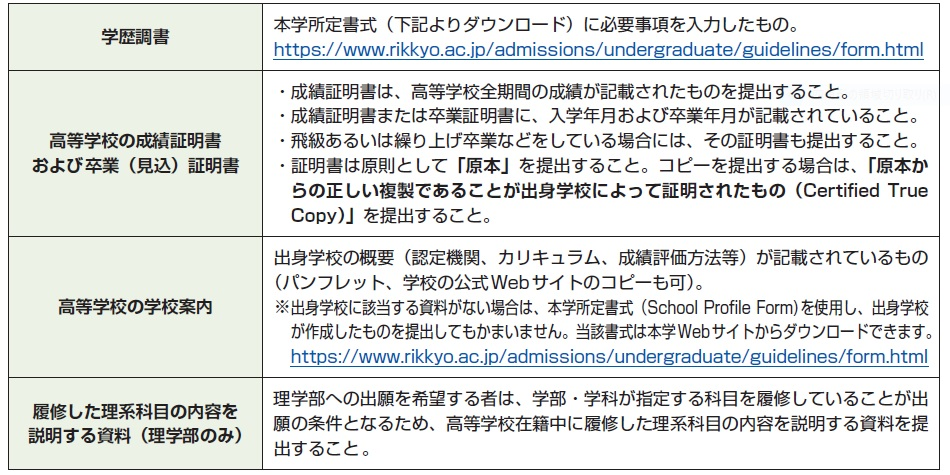 学歴調書
本学所定書式（下記よりダウンロード）に必要事項を入力したもの。
https://www.rikkyo.ac.jp/admissions/undergraduate/guidelines/form.html
高等学校の成績証明書
および卒業（見込）証明書
・成績証明書は、高等学校全期間の成績が記載されたものを提出すること。
・成績証明書または卒業証明書に、入学年月および卒業年月が記載されていること。
・飛級あるいは繰り上げ卒業などをしている場合には、その証明書も提出すること。
・証明書は原則として「原本」を提出すること。コピーを提出する場合は、「原本か
らの正しい複製であることが出身学校によって証明されたもの（Certified True
Copy）」を提出すること。
高等学校の学校案内
出身学校の概要（認定機関、カリキュラム、成績評価方法等）が記載されているもの
（パンフレット、学校の公式Webサイトのコピーも可）。
※出身学校に該当する資料がない場合は、本学所定書式（School Profile Form）を使用し、出身学校
が作成したものを提出してもかまいません。当該書式は本学Webサイトからダウンロードできます。
https://www.rikkyo.ac.jp/admissions/undergraduate/guidelines/form.html
履修した理系科目の内容を
説明する資料（理学部のみ）
理学部への出願を希望する者は、学部・学科が指定する科目を履修していることが出
願の条件となるため、高等学校在籍中に履修した理系科目の内容を説明する資料を提
出すること。